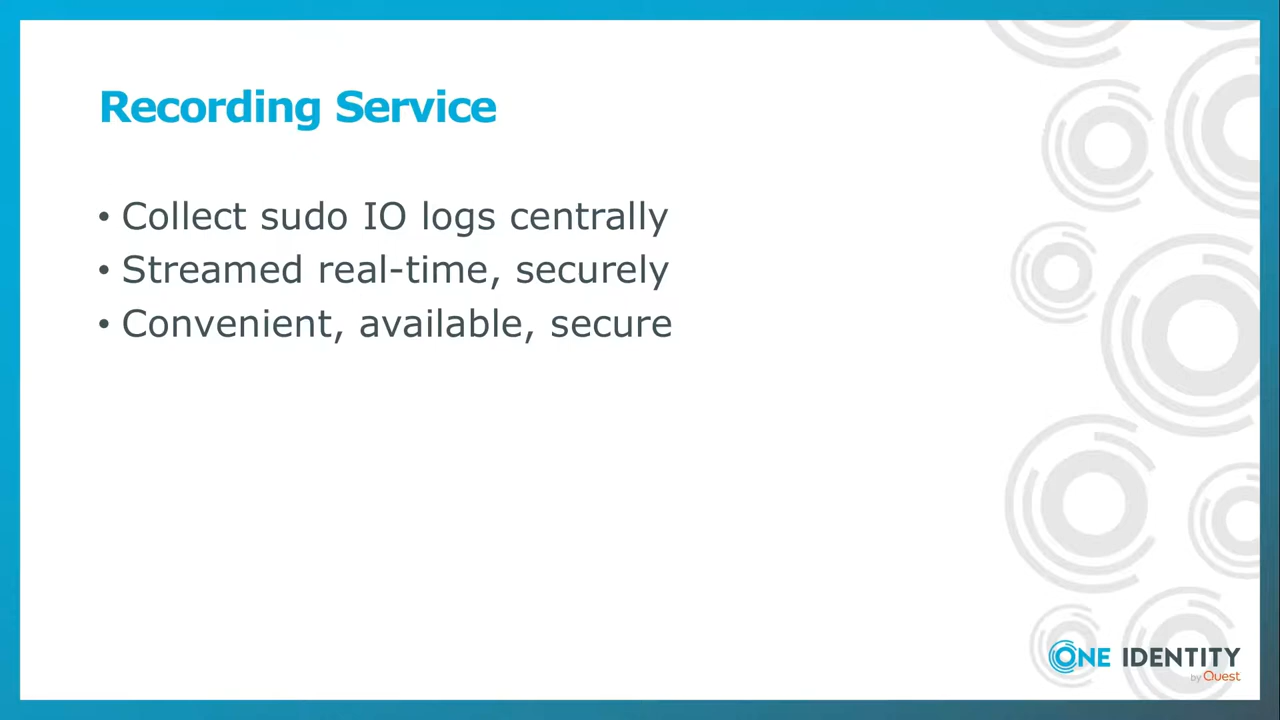 Recording Service
• Collect sudo IO logs centrally
• Streamed real-time, securely
• Convenient, available, secure
ONE IDENTITY
by Quest